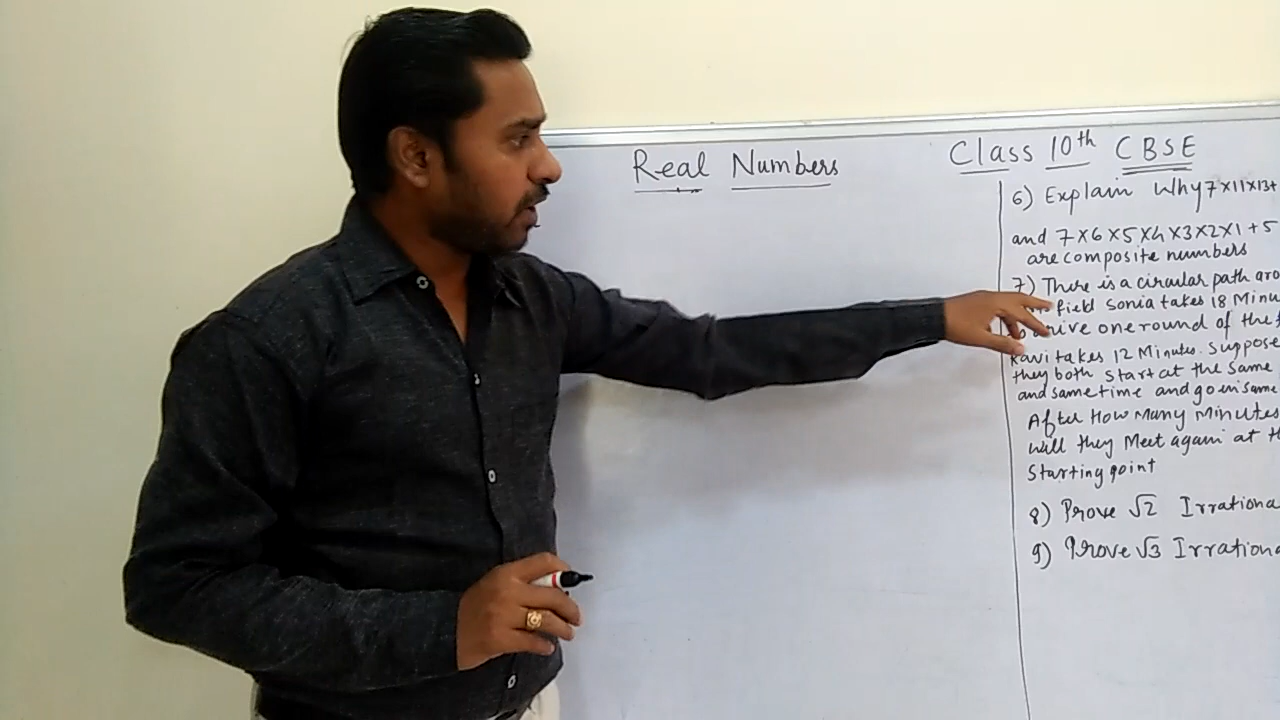 Real Numbers
Class 10th CBSE
6) Explain Why 7×11×13+
and 7×6×5×4×3×2×1+5
are composite numbers
7) There is a circular path aro
field Sonia takes 18 Minu
drive one round of the f
Ravi takes 12 Minutes. Suppose
they both start at the same
and same time and go in same
After How Many Minutes
will they Meet again at th
Starting point
8) Prove √2 Irrationa
9) Prove √3 Irrationa